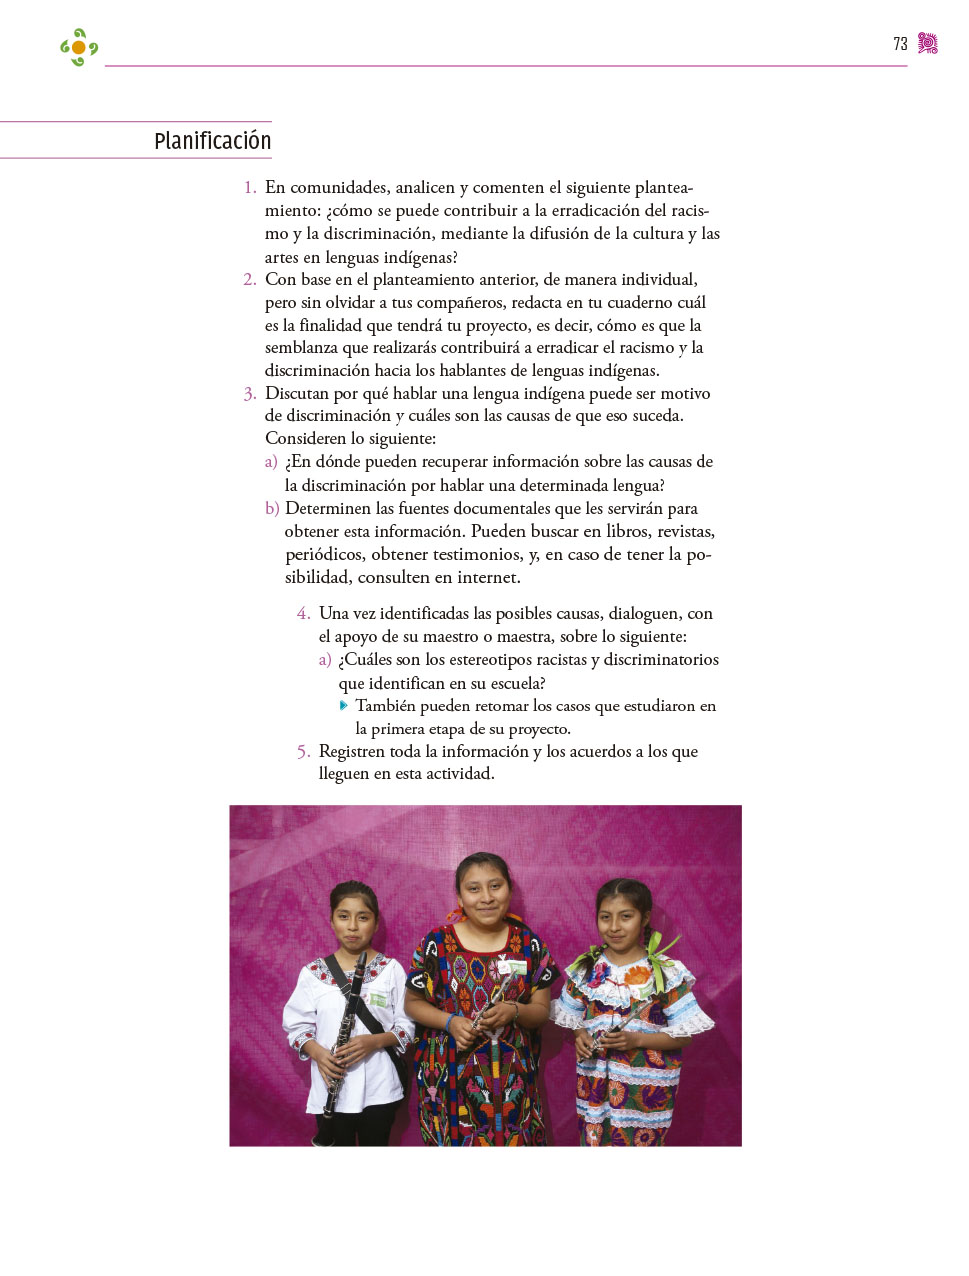 73
Planificación
1. En comunidades, analicen y comenten el siguiente plantea-
miento: ¿cómo se puede contribuir a la erradicación del racis-
mo y la discriminación, mediante la difusión de la cultura y las
artes en lenguas indígenas?
2. Con base en el planteamiento anterior, de manera individual,
pero sin olvidar a tus compañeros, redacta en tu cuaderno cuál
es la finalidad que tendrá tu proyecto, es decir, cómo es que la
semblanza que realizarás contribuirá a erradicar el racismo y la
discriminación hacia los hablantes de lenguas indígenas.
3. Discutan por qué hablar una lengua indígena puede ser motivo
de discriminación y cuáles son las causas de que eso suceda.
Consideren lo siguiente:
a) ¿En dónde pueden recuperar información sobre las causas de
la discriminación por hablar una determinada lengua?
b) Determinen las fuentes documentales que les servirán para
obtener esta información. Pueden buscar en libros, revistas,
periódicos, obtener testimonios, y, en caso de tener la po-
sibilidad, consulten en internet.
4. Una vez identificadas las posibles causas, dialoguen, con
el apoyo de su maestro o maestra, sobre lo siguiente:
a) ¿Cuáles son los estereotipos racistas y discriminatorios
que identifican en su escuela?
También pueden retomar los casos que estudiaron en
la primera etapa de su proyecto.
5. Registren toda la información y los acuerdos a los que
lleguen en esta actividad.